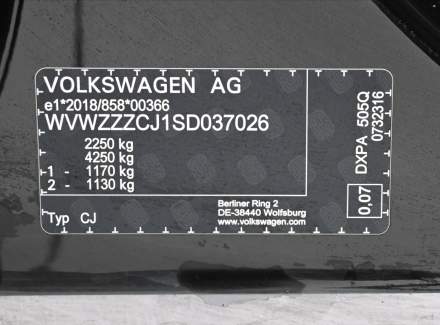 VOLKSWAGEN AG
e1*2018/858*00366
WVWZZZCJ1SD037026
2250 kg
4250 kg
1 - 1170 kg
2 - 1130 kg
Typ CJ
Berliner Ring 2
DE-38440 Wolfsburg
www.volkswagen.com
DXPA 505Q
0732316
0,07